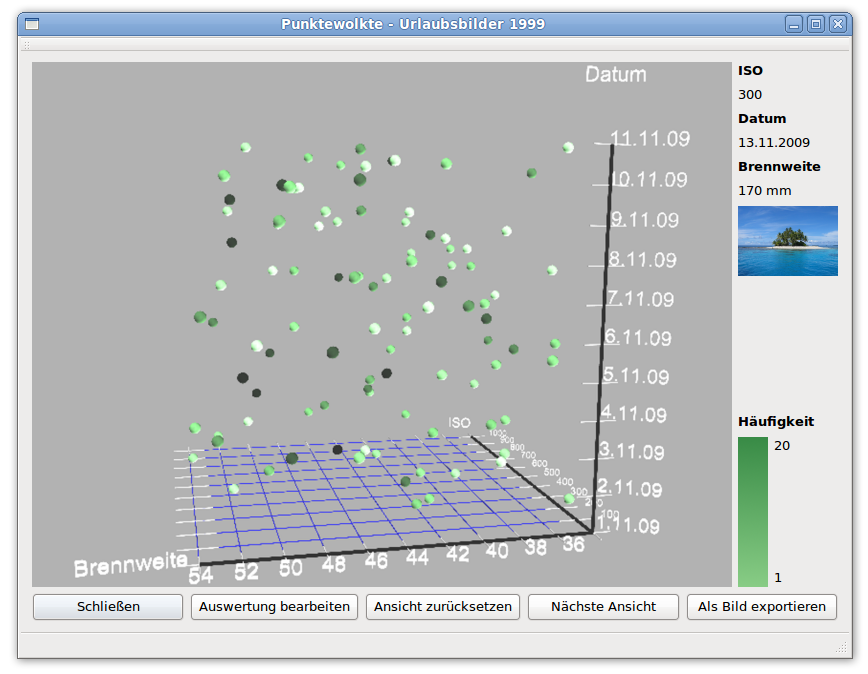 Punktewolkte - Urlaubsbilder 1999
Datum
11.11.09
10.11.09
9.11.09
8.11.09
7.11.09
6.11.09
5.11.09
4.11.09
3.11.09
2.11.09
1.11.09
ISO
1000
900
800
700
600
500
400
300
200
100
Brennweite
54 52 50 48 46 44 42 40 38 36
ISO
300
Datum
13.11.2009
Brennweite
170 mm
Häufigkeit
20
1
Schließen Auswertung bearbeiten Ansicht zurücksetzen Nächste Ansicht Als Bild exportieren